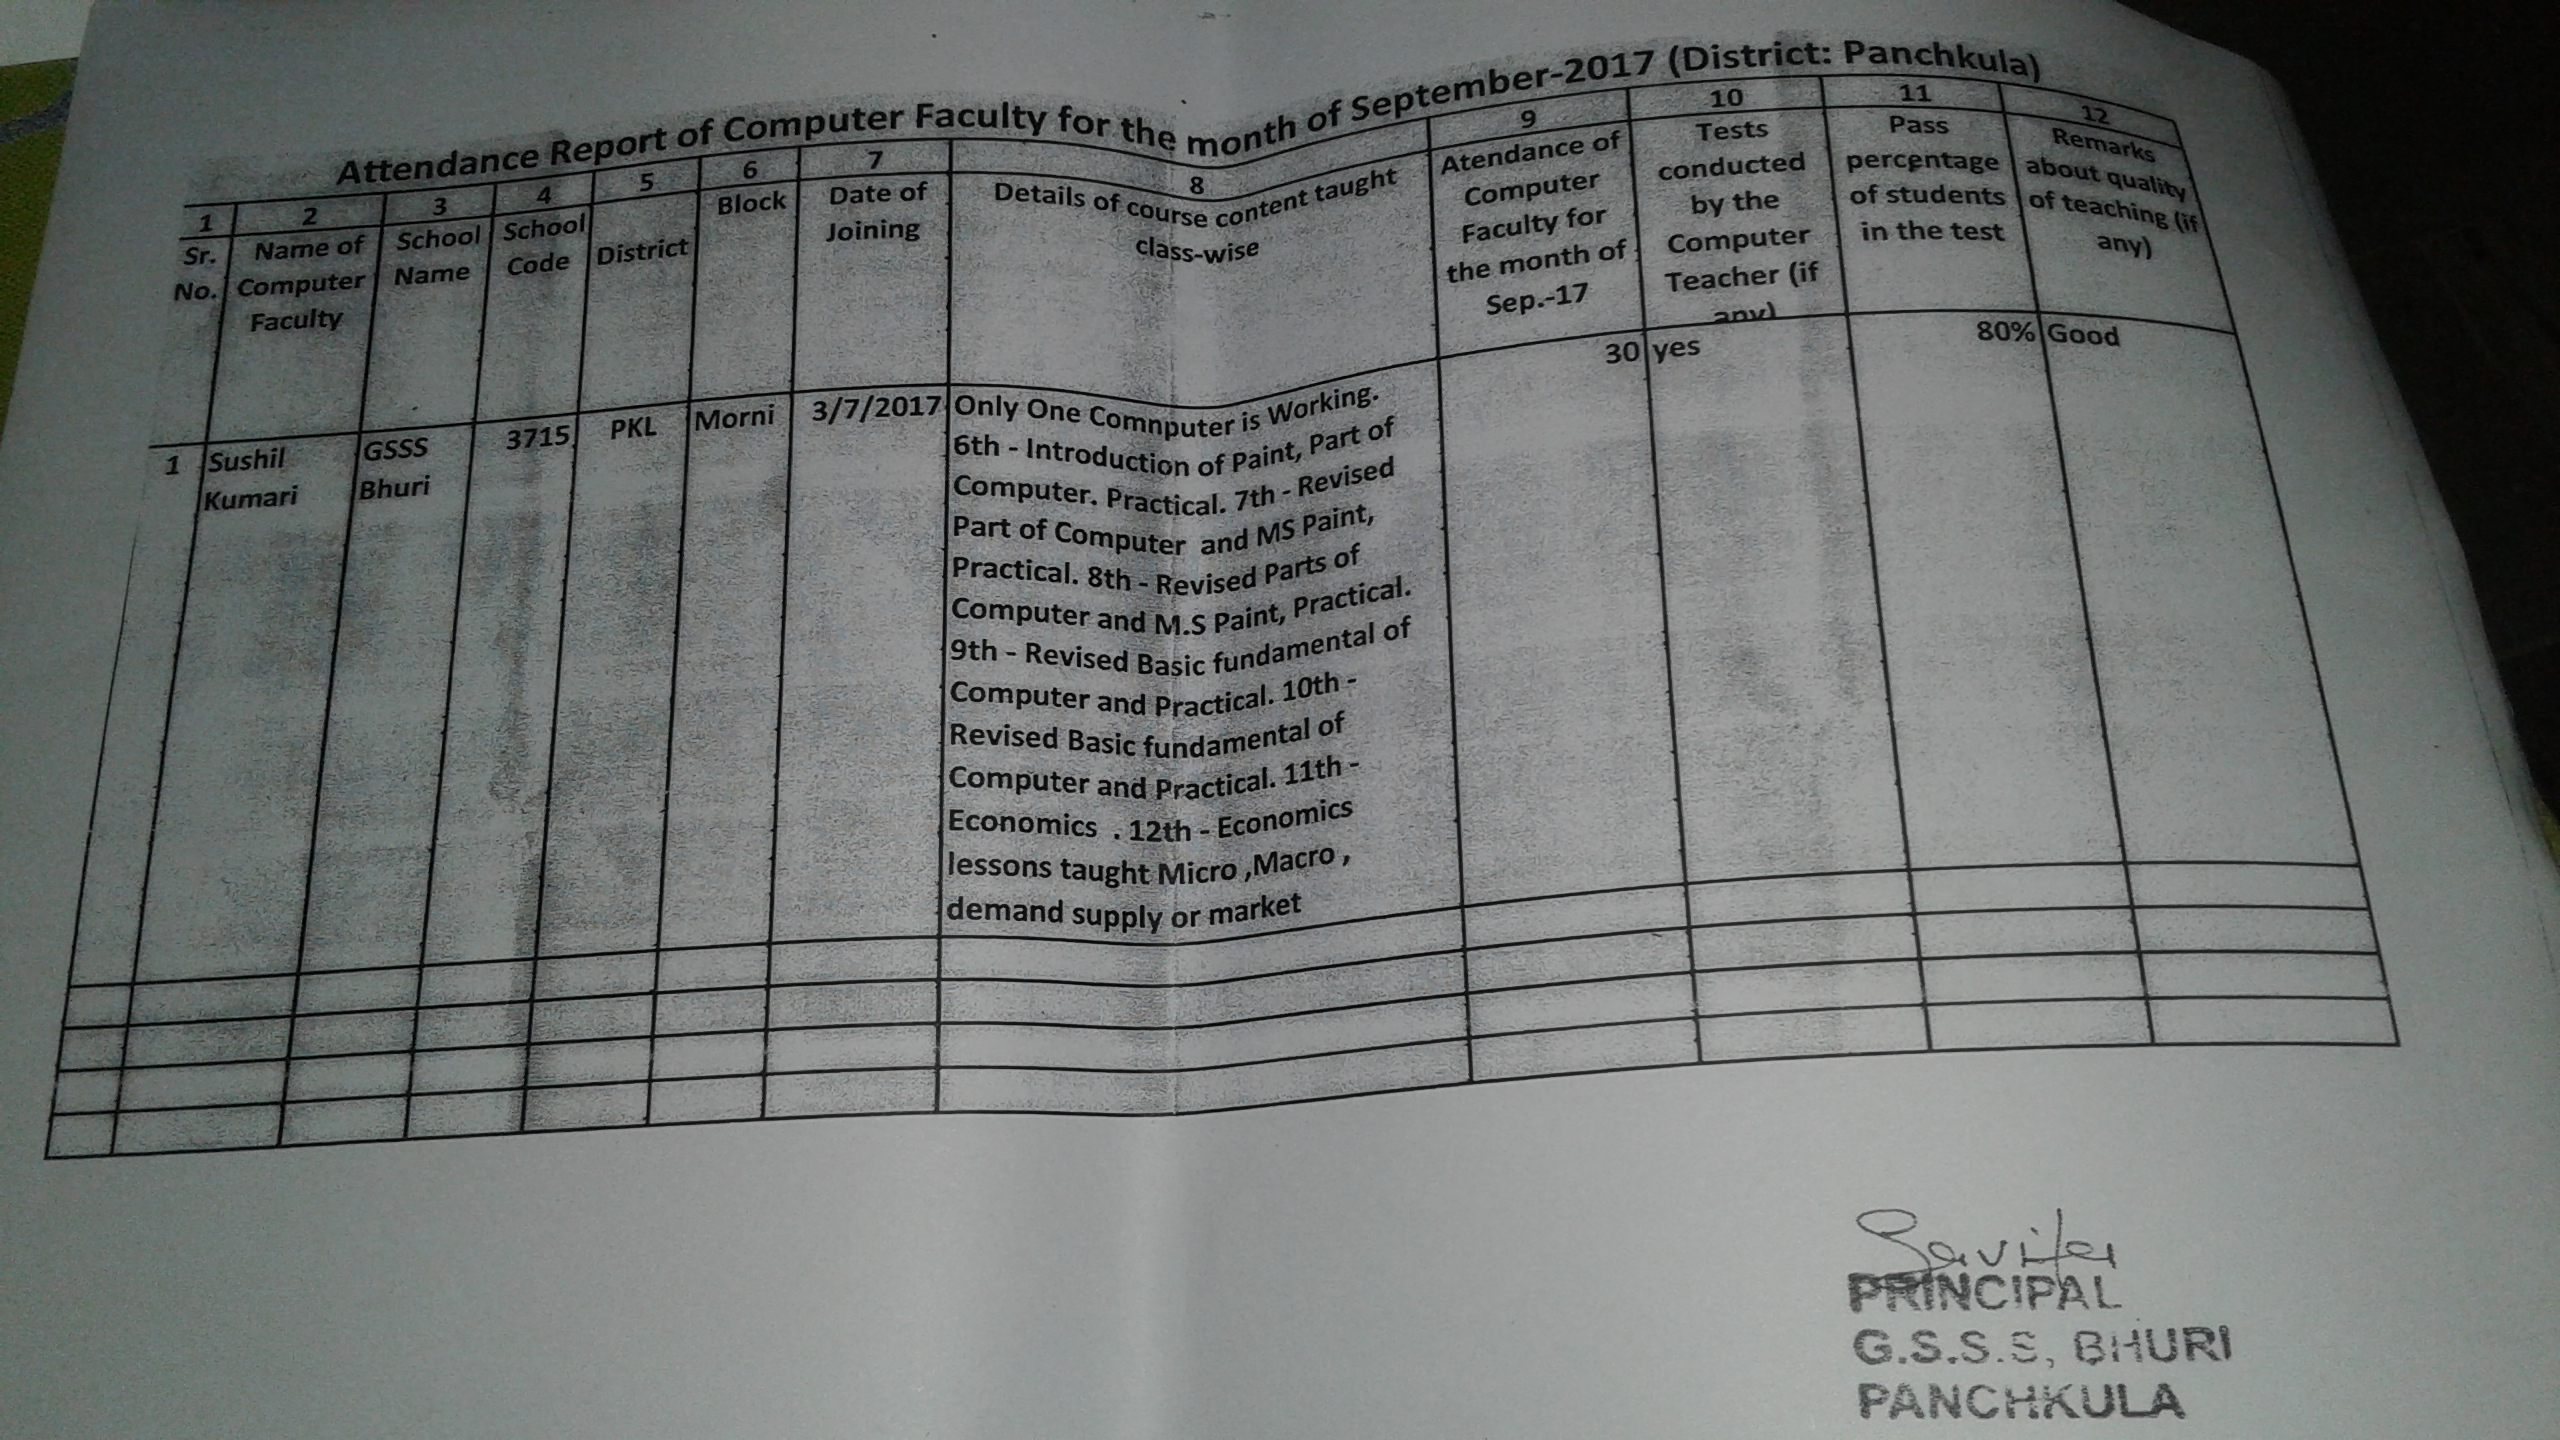 Attendance Report of Computer Faculty for the month of September-2017 (District: Panchkula)
1 2 3 4 5 6 7 8 9 10 11 12
Sr. No.
Name of Computer Faculty
School Name
School Code
District
Block
Date of Joining
Details of course content taught
class-wise
Atendance of
Computer
Faculty for
the month of
Sep.-17
Tests
conducted
by the
Computer
Teacher (if
any)
Pass
percentage
of students
in the test
Remarks
about quality
of teaching (if
any)
1
Sushil
Kumari
GSSS
Bhuri
3715
PKL
Morni
3/7/2017
Only One Comnputer is Working.
6th - Introduction of Paint, Part of
Computer. Practical. 7th - Revised
Part of Computer and MS Paint,
Practical. 8th - Revised Parts of
Computer and M.S Paint, Practical.
9th - Revised Basic fundamental of
Computer and Practical. 10th -
Revised Basic fundamental of
Computer and Practical. 11th -
Economics . 12th - Economics
lessons taught Micro ,Macro ,
demand supply or market
30
yes
80%
Good
Savita
PRINCIPAL
G.S.S.S, BHURI
PANCHKULA